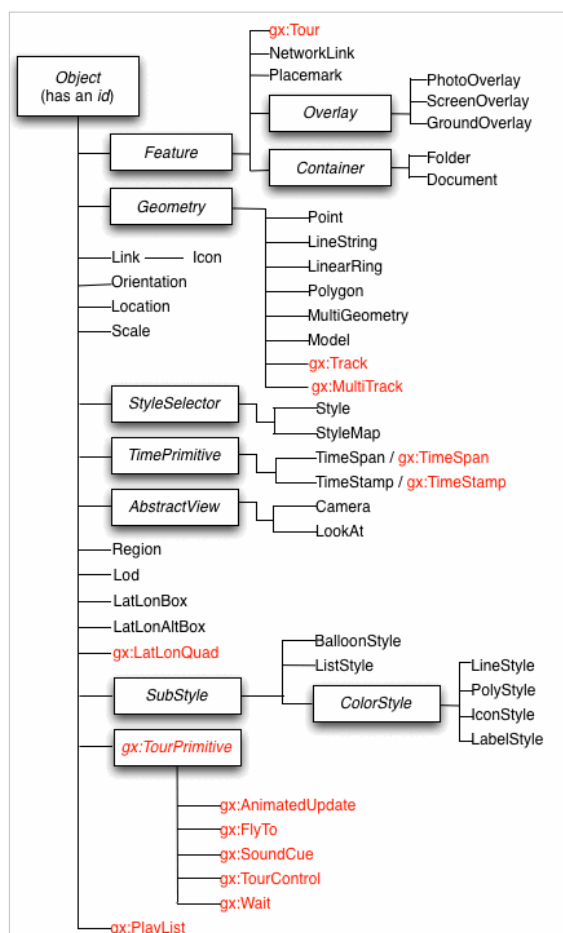 gx:Tour
NetworkLink
Placemark
Object
(has an id)
PhotoOverlay
ScreenOverlay
GroundOverlay
Overlay
Feature
Container
Folder
Document
Geometry
Point
LineString
LinearRing
Polygon
MultiGeometry
Model
gx:Track
gx:MultiTrack
Link
Icon
Orientation
Location
Scale
StyleSelector
Style
StyleMap
TimePrimitive
TimeSpan / gx:TimeSpan
TimeStamp / gx:TimeStamp
AbstractView
Camera
LookAt
Region
Lod
LatLonBox
LatLonAltBox
gx:LatLonQuad
SubStyle
BalloonStyle
ListStyle
ColorStyle
LineStyle
PolyStyle
IconStyle
LabelStyle
gx:TourPrimitive
gx:AnimatedUpdate
gx:FlyTo
gx:SoundCue
gx:TourControl
gx:Wait
gx:PlayList